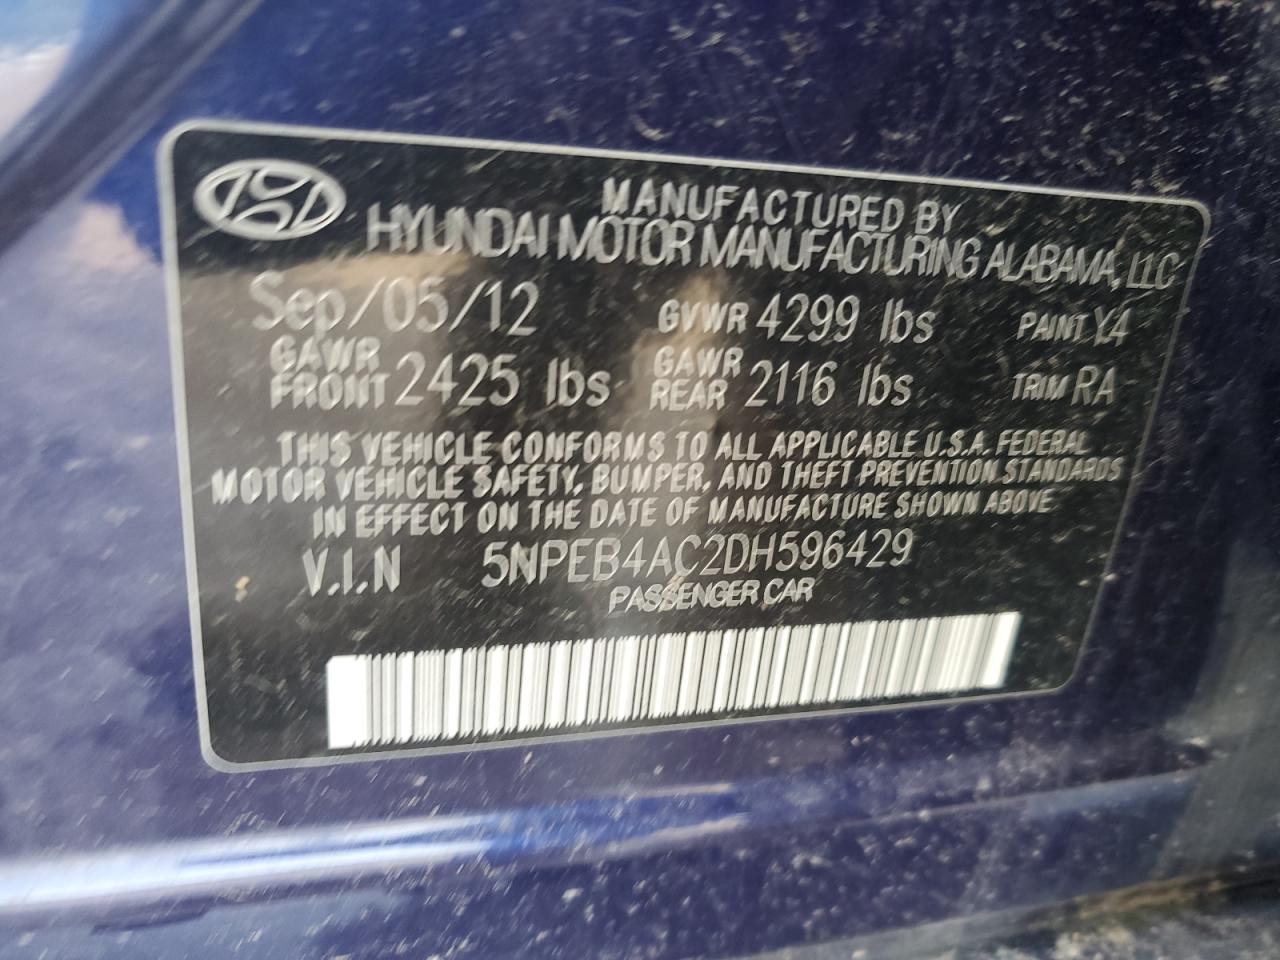 MANUFACTURED BY
HYUNDAI MOTOR MANUFACTURING ALABAMA, LLC
Sep/05/12 GVWR 4299 lbs PAINT Y4
GAWR FRONT 2425 lbs GAWR REAR 2116 lbs TRIM RA
THIS VEHICLE CONFORMS TO ALL APPLICABLE U.S.A. FEDERAL
MOTOR VEHICLE SAFETY, BUMPER, AND THEFT PREVENTION STANDARDS
IN EFFECT ON THE DATE OF MANUFACTURE SHOWN ABOVE
V.I.N 5NPEB4AC2DH596429
PASSENGER CAR